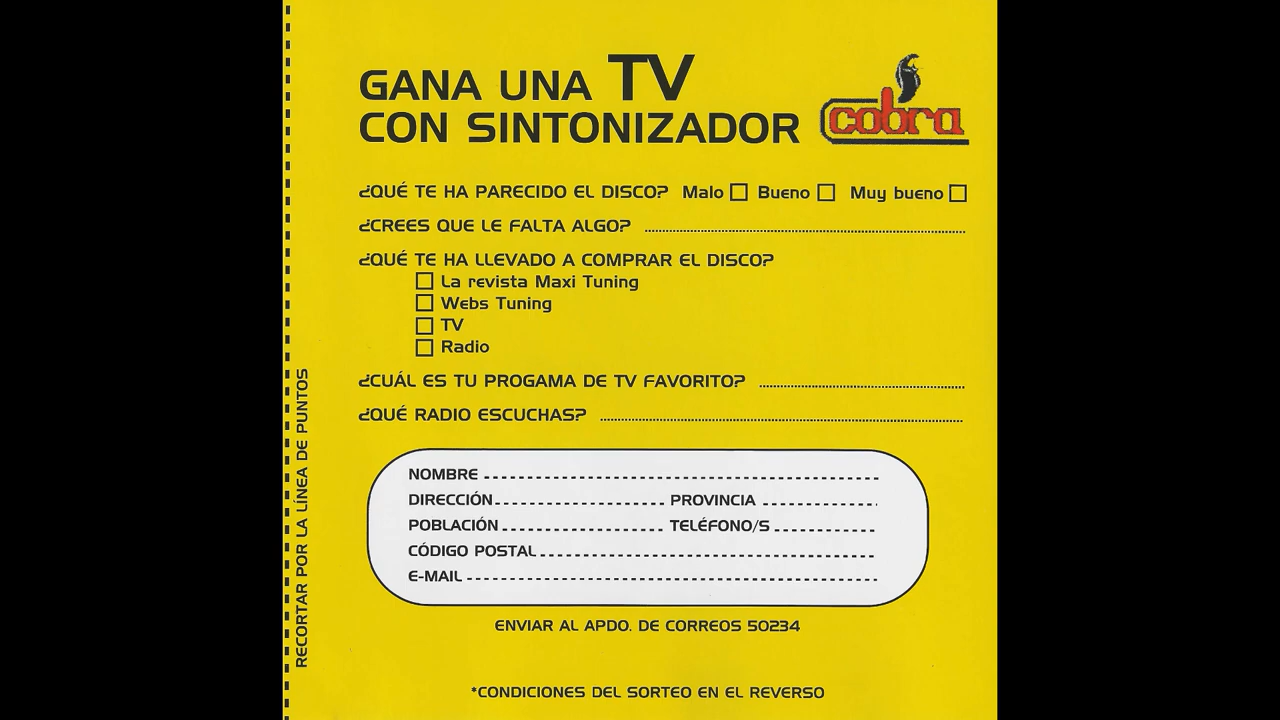 GANA UNA TV
CON SINTONIZADOR
cobra
¿QUÉ TE HA PARECIDO EL DISCO? Malo Bueno Muy bueno
¿CREES QUE LE FALTA ALGO?
¿QUÉ TE HA LLEVADO A COMPRAR EL DISCO?
La revista Maxi Tuning
Webs Tuning
TV
Radio
¿CUÁL ES TU PROGAMA DE TV FAVORITO?
¿QUÉ RADIO ESCUCHAS?
NOMBRE
DIRECCIÓN PROVINCIA
POBLACIÓN TELÉFONO/S
CÓDIGO POSTAL
E-MAIL
ENVIAR AL APDO. DE CORREOS 50234
*CONDICIONES DEL SORTEO EN EL REVERSO
RECORTAR POR LA LÍNEA DE PUNTOS